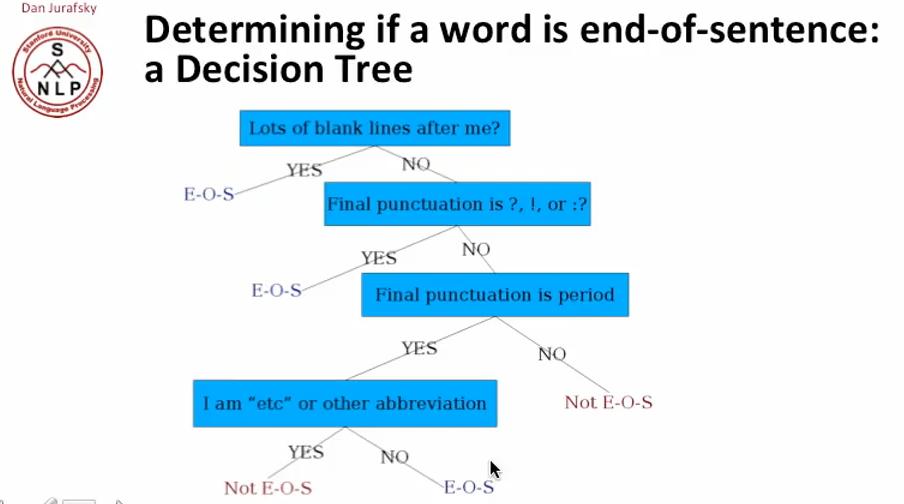 Dan Jurafsky
Stanford University
S
NLP
Natural Language Processing
Determining if a word is end-of-sentence:
a Decision Tree
Lots of blank lines after me?
YES
NO
E-O-S
Final punctuation is ?, !, or :?
YES
NO
E-O-S
Final punctuation is period
YES
NO
I am “etc” or other abbreviation
Not E-O-S
YES
NO
Not E-O-S
E-O-S